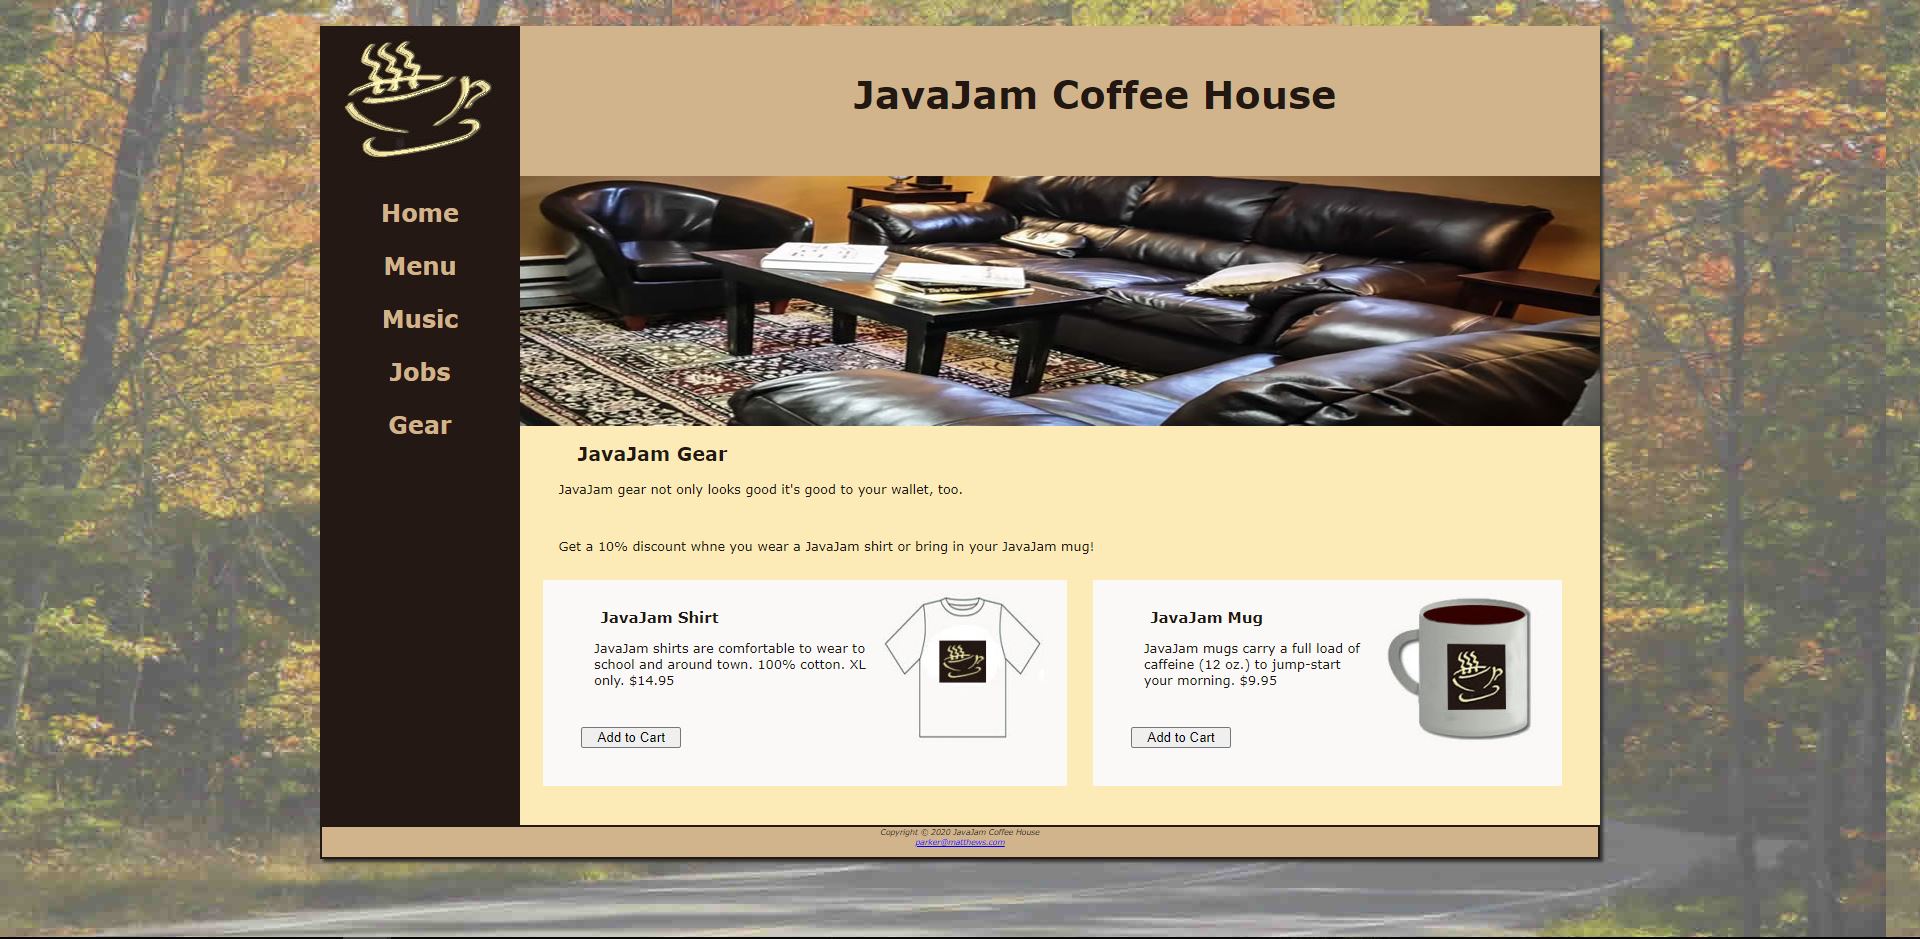 JavaJam Coffee House
Home
Menu
Music
Jobs
Gear
JavaJam Gear
JavaJam gear not only looks good it's good to your wallet, too.
Get a 10% discount whne you wear a JavaJam shirt or bring in your JavaJam mug!
JavaJam Shirt
JavaJam shirts are comfortable to wear to
school and around town. 100% cotton. XL
only. $14.95
Add to Cart
JavaJam Mug
JavaJam mugs carry a full load of
caffeine (12 oz.) to jump-start
your morning. $9.95
Add to Cart
Copyright © 2020 JavaJam Coffee House
parker@matthews.com